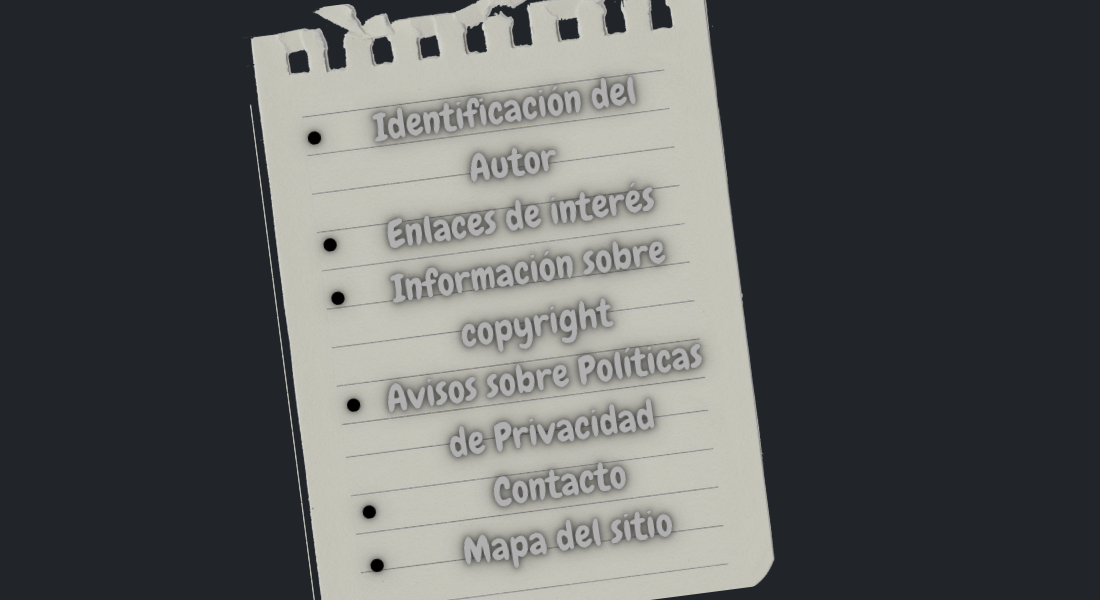 Identificación del
Autor
Enlaces de interés
Información sobre
copyright
Avisos sobre Políticas
de Privacidad
Contacto
Mapa del sitio